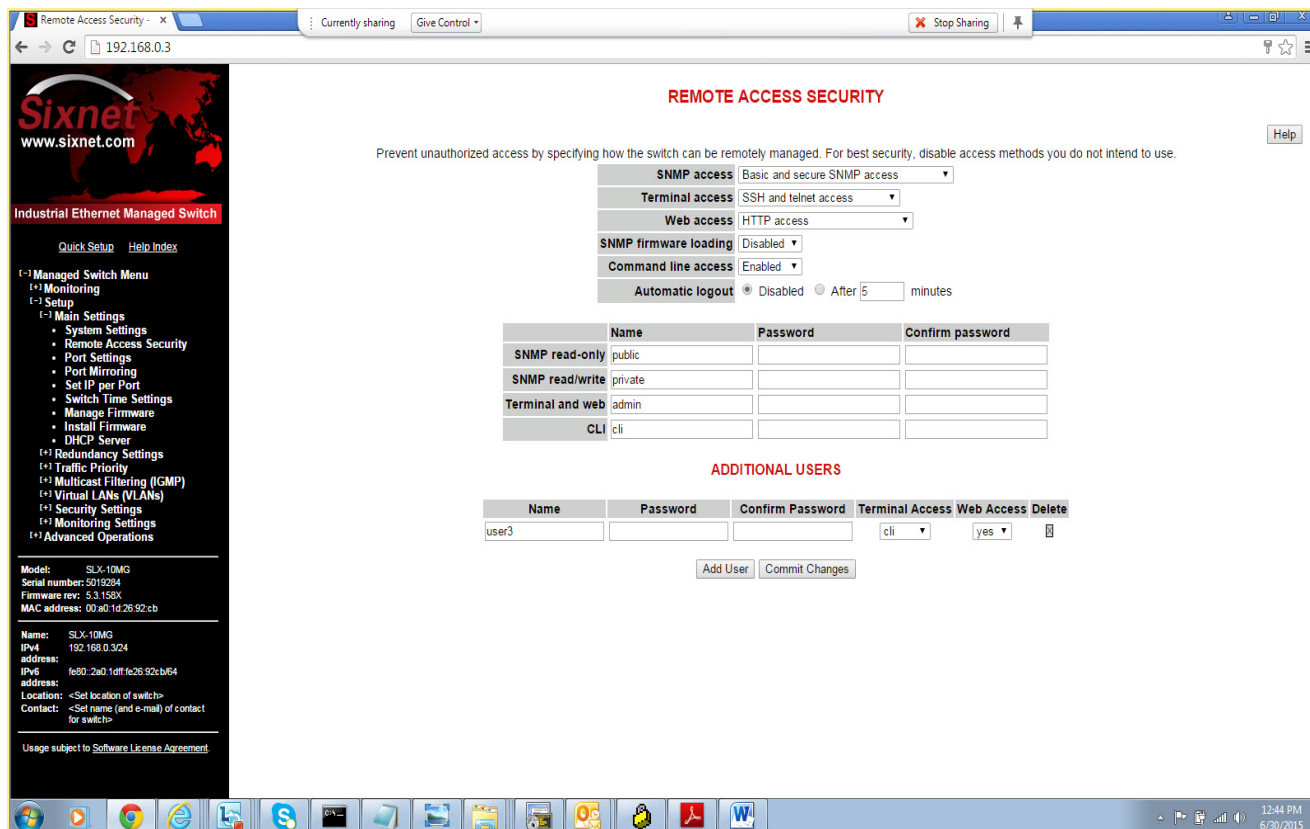 Remote Access Security -
Currently sharing Give Control Stop Sharing
192.168.0.3
Sixnet
www.sixnet.com
Industrial Ethernet Managed Switch
Quick Setup Help Index
[-] Managed Switch Menu
[+] Monitoring
[-] Setup
[-] Main Settings
• System Settings
• Remote Access Security
• Port Settings
• Port Mirroring
• Set IP per Port
• Switch Time Settings
• Manage Firmware
• Install Firmware
• DHCP Server
[+] Redundancy Settings
[+] Traffic Priority
[+] Multicast Filtering (IGMP)
[+] Virtual LANs (VLANs)
[+] Security Settings
[+] Monitoring Settings
[+] Advanced Operations
Model: SLX-10MG
Serial number: 5019284
Firmware rev: 5.3.158X
MAC address: 00:a0:1d:26:92:cb
Name: SLX-10MG
IPv4 address: 192.168.0.3/24
IPv6 address: fe80::2a0:1dff:fe26:92cb/64
Location: <Set location of switch>
Contact: <Set name (and e-mail) of contact
for switch>
Usage subject to Software License Agreement.
REMOTE ACCESS SECURITY
Help
Prevent unauthorized access by specifying how the switch can be remotely managed. For best security, disable access methods you do not intend to use.
SNMP access Basic and secure SNMP access
Terminal access SSH and telnet access
Web access HTTP access
SNMP firmware loading Disabled
Command line access Enabled
Automatic logout Disabled After 5 minutes
Name Password Confirm password
SNMP read-only public
SNMP read/write private
Terminal and web admin
CLI cli
ADDITIONAL USERS
Name Password Confirm Password Terminal Access Web Access Delete
user3 cli yes X
Add User Commit Changes
12:44 PM
6/30/2015